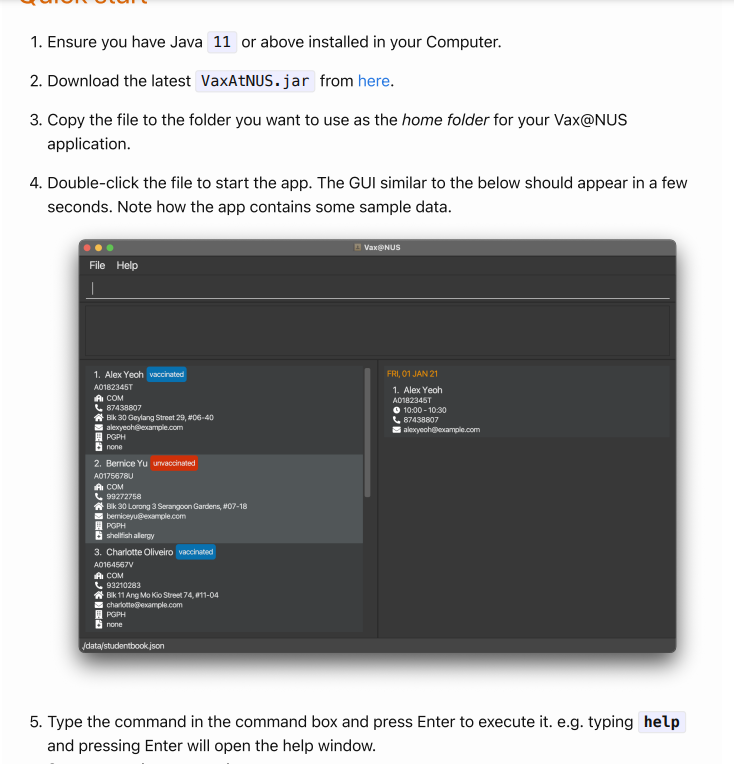 Quick start
1. Ensure you have Java 11 or above installed in your Computer.
2. Download the latest VaxAtNUS.jar from here.
3. Copy the file to the folder you want to use as the home folder for your Vax@NUS
application.
4. Double-click the file to start the app. The GUI similar to the below should appear in a few
seconds. Note how the app contains some sample data.
Vax@NUS
File Help
1. Alex Yeoh vaccinated
A0182345T
COM
87438807
Blk 30 Geylang Street 29, #06-40
alexyeoh@example.com
PGPH
none
2. Bernice Yu unvaccinated
A0175678U
COM
99272758
Blk 30 Lorong 3 Serangoon Gardens, #07-18
berniceyu@example.com
PGPH
shellfish allergy
3. Charlotte Oliveiro vaccinated
A0164567V
COM
93210283
Blk 11 Ang Mo Kio Street 74, #11-04
charlotte@example.com
PGPH
none
FRI, 01 JAN 21
1. Alex Yeoh
A0182345T
10:00 - 10:30
87438807
alexyeoh@example.com
/data/studentbook.json
5. Type the command in the command box and press Enter to execute it. e.g. typing help
and pressing Enter will open the help window.